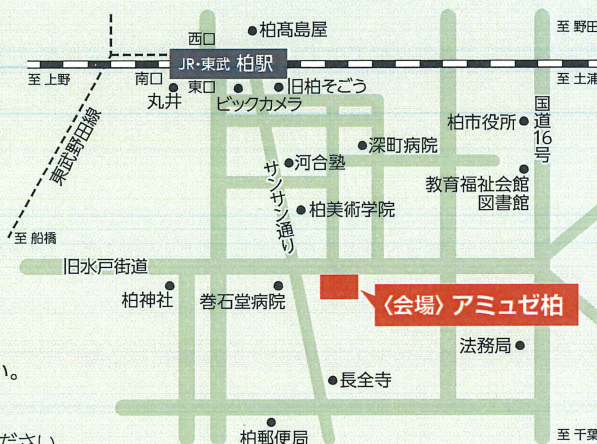 柏髙島屋
至 野田
西口
JR・東武 柏駅
至 上野
南口
東口
旧柏そごう
至 土浦
丸井
ビックカメラ
国道16号
柏市役所
東武野田線
深町病院
河合塾
サンサン通り
教育福祉会館
図書館
柏美術学院
至 船橋
旧水戸街道
柏神社
巻石堂病院
〈会場〉アミュゼ柏
法務局
い。
長全寺
柏郵便局
ださい
至 千葉